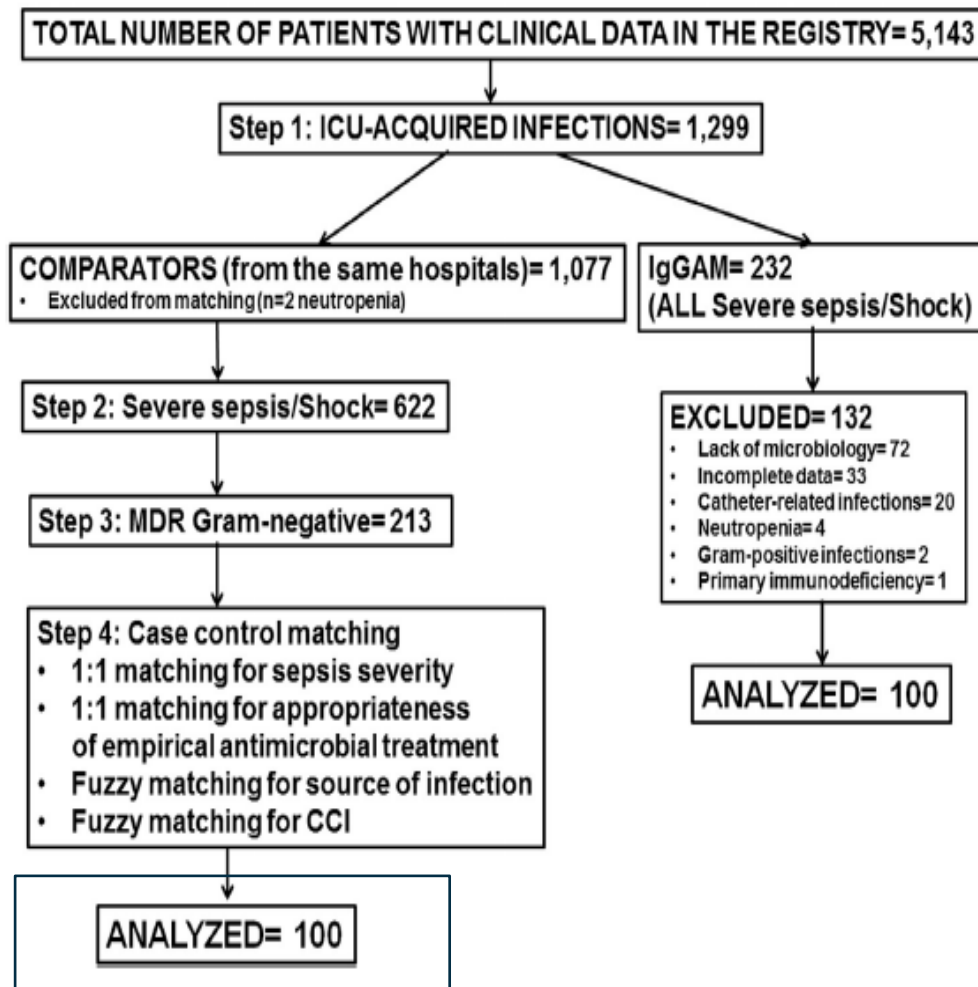 TOTAL NUMBER OF PATIENTS WITH CLINICAL DATA IN THE REGISTRY= 5,143
Step 1: ICU-ACQUIRED INFECTIONS= 1,299
COMPARATORS (from the same hospitals)= 1,077
• Excluded from matching (n=2 neutropenia)
IgGAM= 232
(ALL Severe sepsis/Shock)
Step 2: Severe sepsis/Shock= 622
EXCLUDED= 132
• Lack of microbiology= 72
• Incomplete data= 33
• Catheter-related infections= 20
• Neutropenia= 4
• Gram-positive infections= 2
• Primary immunodeficiency= 1
Step 3: MDR Gram-negative= 213
Step 4: Case control matching
• 1:1 matching for sepsis severity
• 1:1 matching for appropriateness
of empirical antimicrobial treatment
• Fuzzy matching for source of infection
• Fuzzy matching for CCI
ANALYZED= 100
ANALYZED= 100